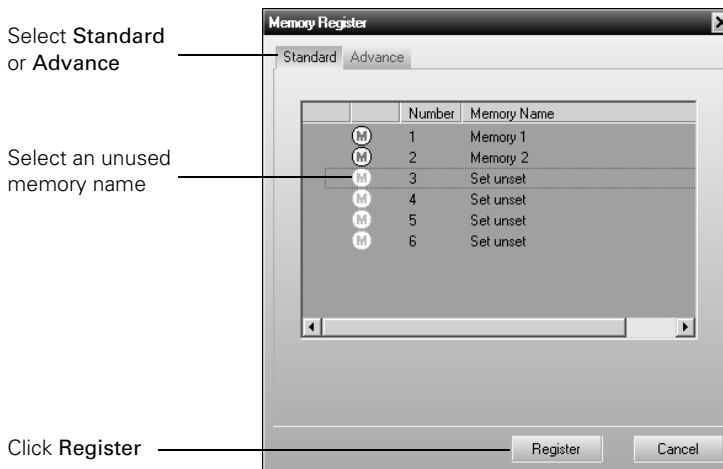 Memory Register
Select Standard
or Advance
Standard Advance
Number Memory Name
M 1 Memory 1
M 2 Memory 2
Select an unused
memory name
M 3 Set unset
M 4 Set unset
M 5 Set unset
M 6 Set unset
Click Register
Register Cancel